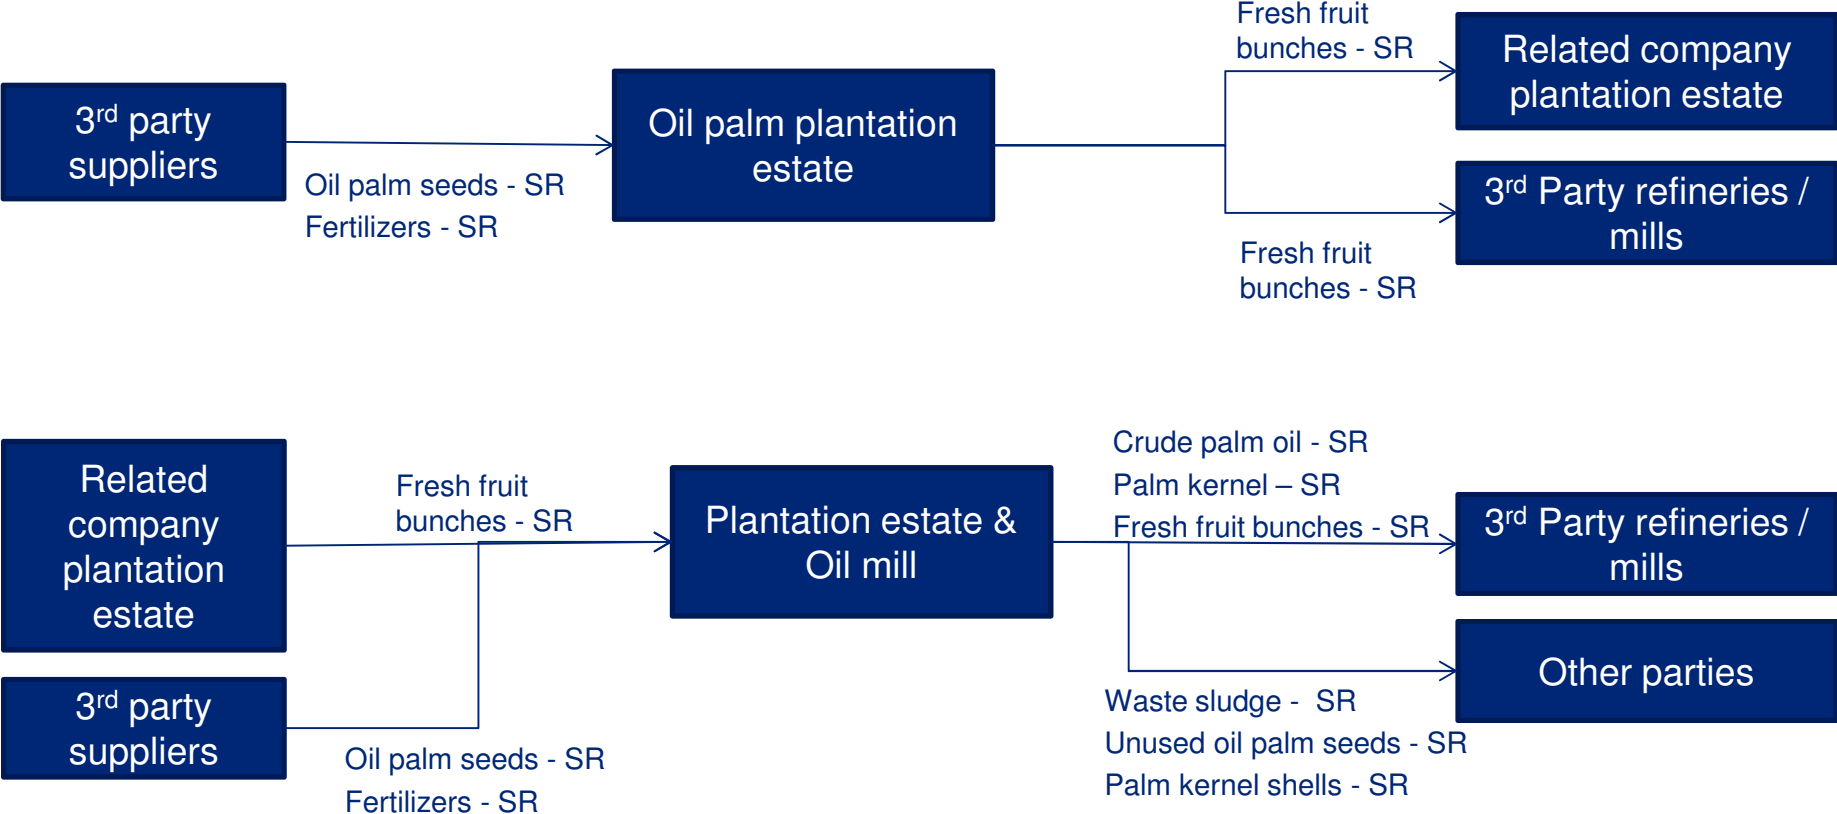 3rd party
suppliers
Oil palm seeds - SR
Fertilizers - SR
Oil palm plantation
estate
Fresh fruit
bunches - SR
Related company
plantation estate
3rd Party refineries /
mills
Fresh fruit
bunches - SR
Related
company
plantation
estate
Fresh fruit
bunches - SR
3rd party
suppliers
Oil palm seeds - SR
Fertilizers - SR
Plantation estate &
Oil mill
Crude palm oil - SR
Palm kernel – SR
Fresh fruit bunches - SR
3rd Party refineries /
mills
Other parties
Waste sludge -  SR
Unused oil palm seeds - SR
Palm kernel shells - SR